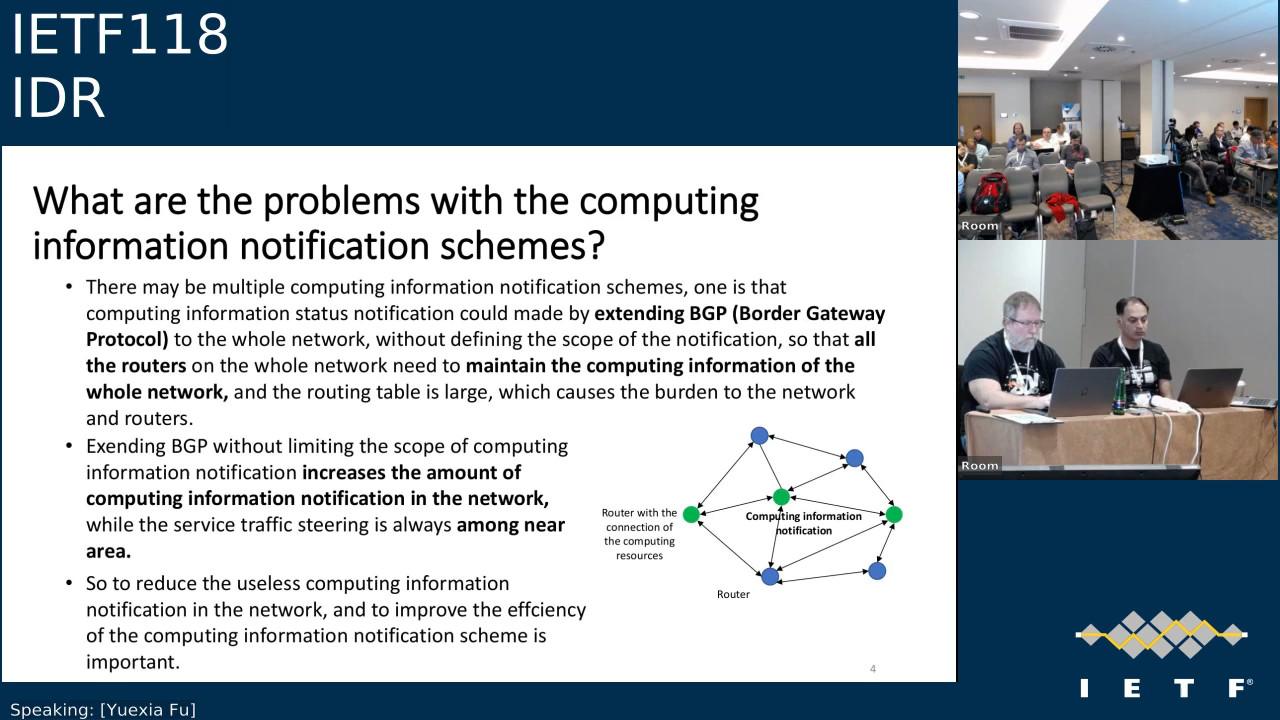 IETF118
IDR
What are the problems with the computing
information notification schemes?
• There may be multiple computing information notification schemes, one is that
computing information status notification could made by extending BGP (Border Gateway
Protocol) to the whole network, without defining the scope of the notification, so that all
the routers on the whole network need to maintain the computing information of the
whole network, and the routing table is large, which causes the burden to the network
and routers.
• Exending BGP without limiting the scope of computing
information notification increases the amount of
computing information notification in the network,
while the service traffic steering is always among near
area.
• So to reduce the useless computing information
notification in the network, and to improve the effciency
of the computing information notification scheme is
important.
Router with the
connection of
the computing
resources
Computing information
notification
Router
4
Room
Room
I E T F®
Speaking: [Yuexia Fu]